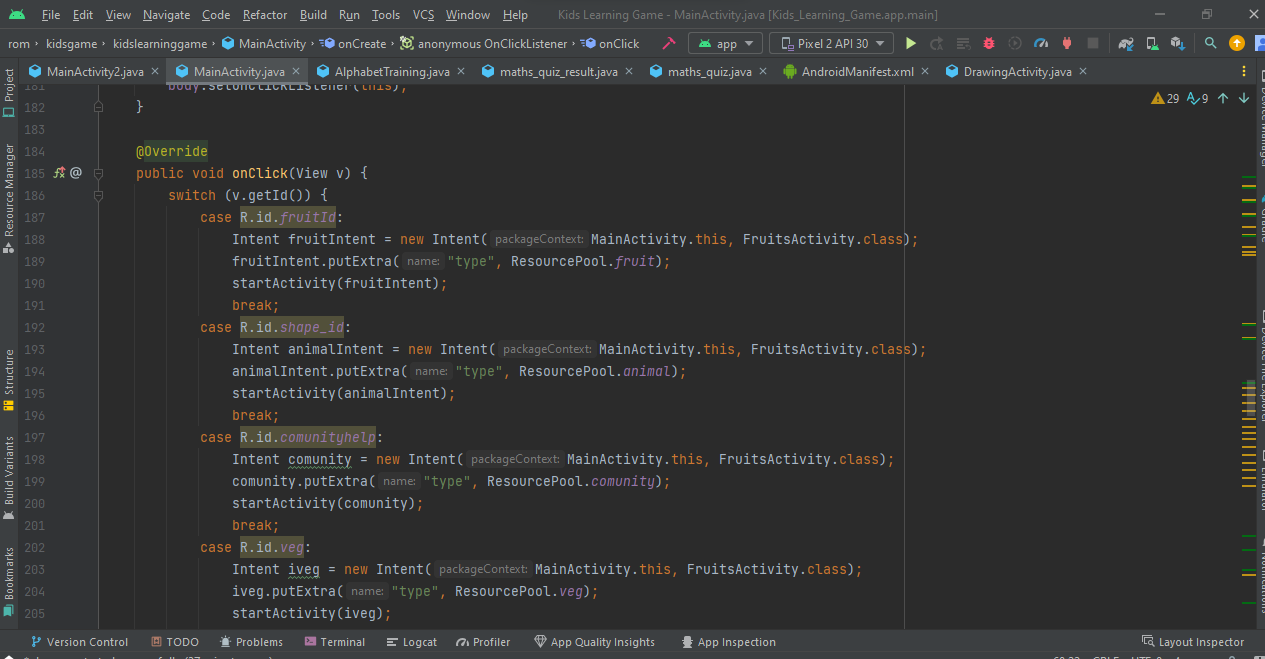 File Edit View Navigate Code Refactor Build Run Tools VCS Window Help Kids Learning Game - MainActivity.java [Kids_Learning_Game.app.main]
rom kidsgame kidslearninggame MainActivity onCreate anonymous OnClickListener onClick app Pixel 2 API 30
MainActivity2.java MainActivity.java AlphabetTraining.java maths_quiz_result.java maths_quiz.java AndroidManifest.xml DrawingActivity.java
Project
Resource Manager
Structure
Build Variants
Bookmarks
29 9
181 body.setOnClickListener(this);
182 }
183
184 @Override
185 @ public void onClick(View v) {
186 switch (v.getId()) {
187 case R.id.fruitId:
188 Intent fruitIntent = new Intent( packageContext: MainActivity.this, FruitsActivity.class);
189 fruitIntent.putExtra( name: "type", ResourcePool.fruit);
190 startActivity(fruitIntent);
191 break;
192 case R.id.shape_id:
193 Intent animalIntent = new Intent( packageContext: MainActivity.this, FruitsActivity.class);
194 animalIntent.putExtra( name: "type", ResourcePool.animal);
195 startActivity(animalIntent);
196 break;
197 case R.id.comunityhelp:
198 Intent comunity = new Intent( packageContext: MainActivity.this, FruitsActivity.class);
199 comunity.putExtra( name: "type", ResourcePool.comunity);
200 startActivity(comunity);
201 break;
202 case R.id.veg:
203 Intent iveg = new Intent( packageContext: MainActivity.this, FruitsActivity.class);
204 iveg.putExtra( name: "type", ResourcePool.veg);
205 startActivity(iveg);
Version Control TODO Problems Terminal Logcat Profiler App Quality Insights App Inspection Layout Inspector